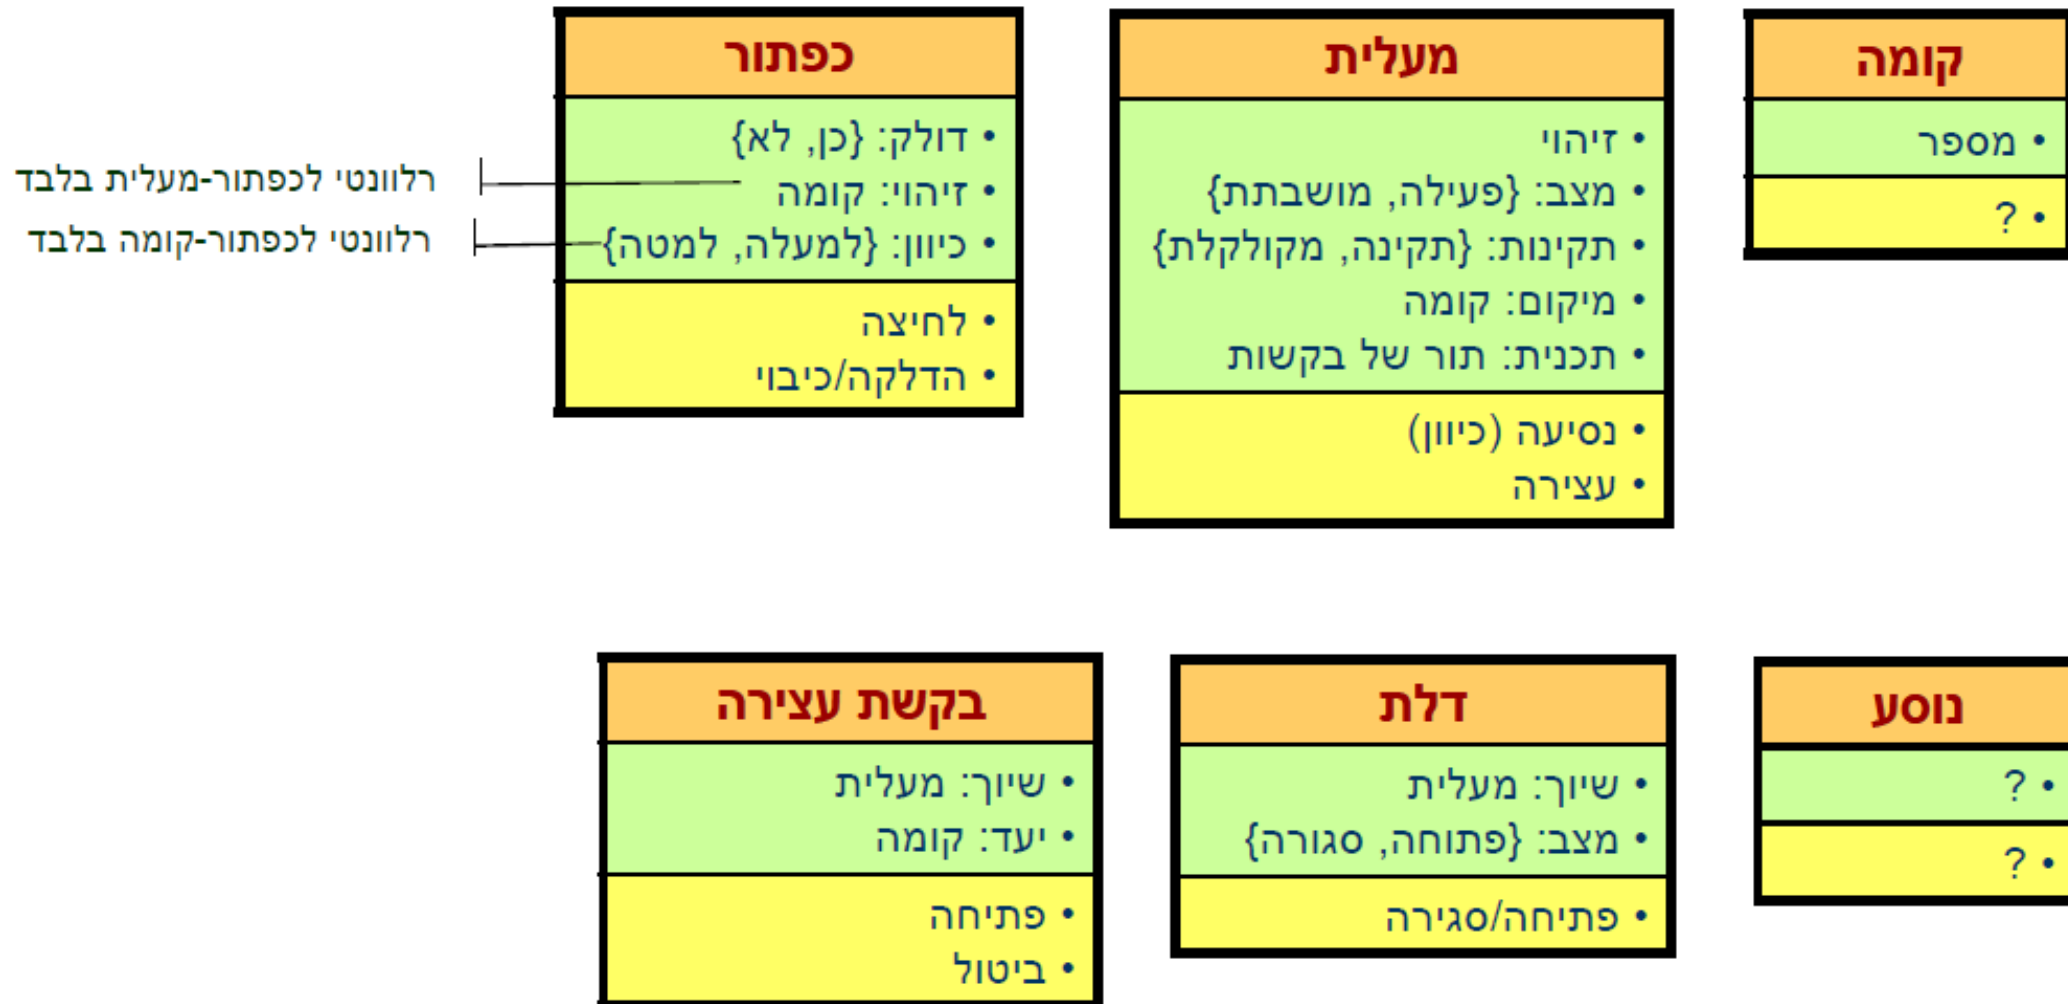 קומה
• מספר
• ?
מעלית
• זיהוי
• מצב: {פעילה, מושבתת}
• תקינות: {תקינה, מקולקלת}
• מיקום: קומה
• תכנית: תור של בקשות
• נסיעה (כיוון)
• עצירה
כפתור
• דולק: {כן, לא}
• זיהוי: קומה
• כיוון: {למעלה, למטה}
• לחיצה
• הדלקה/כיבוי
רלוונטי לכפתור-מעלית בלבד
רלוונטי לכפתור-קומה בלבד
נוסע
• ?
• ?
דלת
• שיוך: מעלית
• מצב: {פתוחה, סגורה}
• פתיחה/סגירה
בקשת עצירה
• שיוך: מעלית
• יעד: קומה
• פתיחה
• ביטול